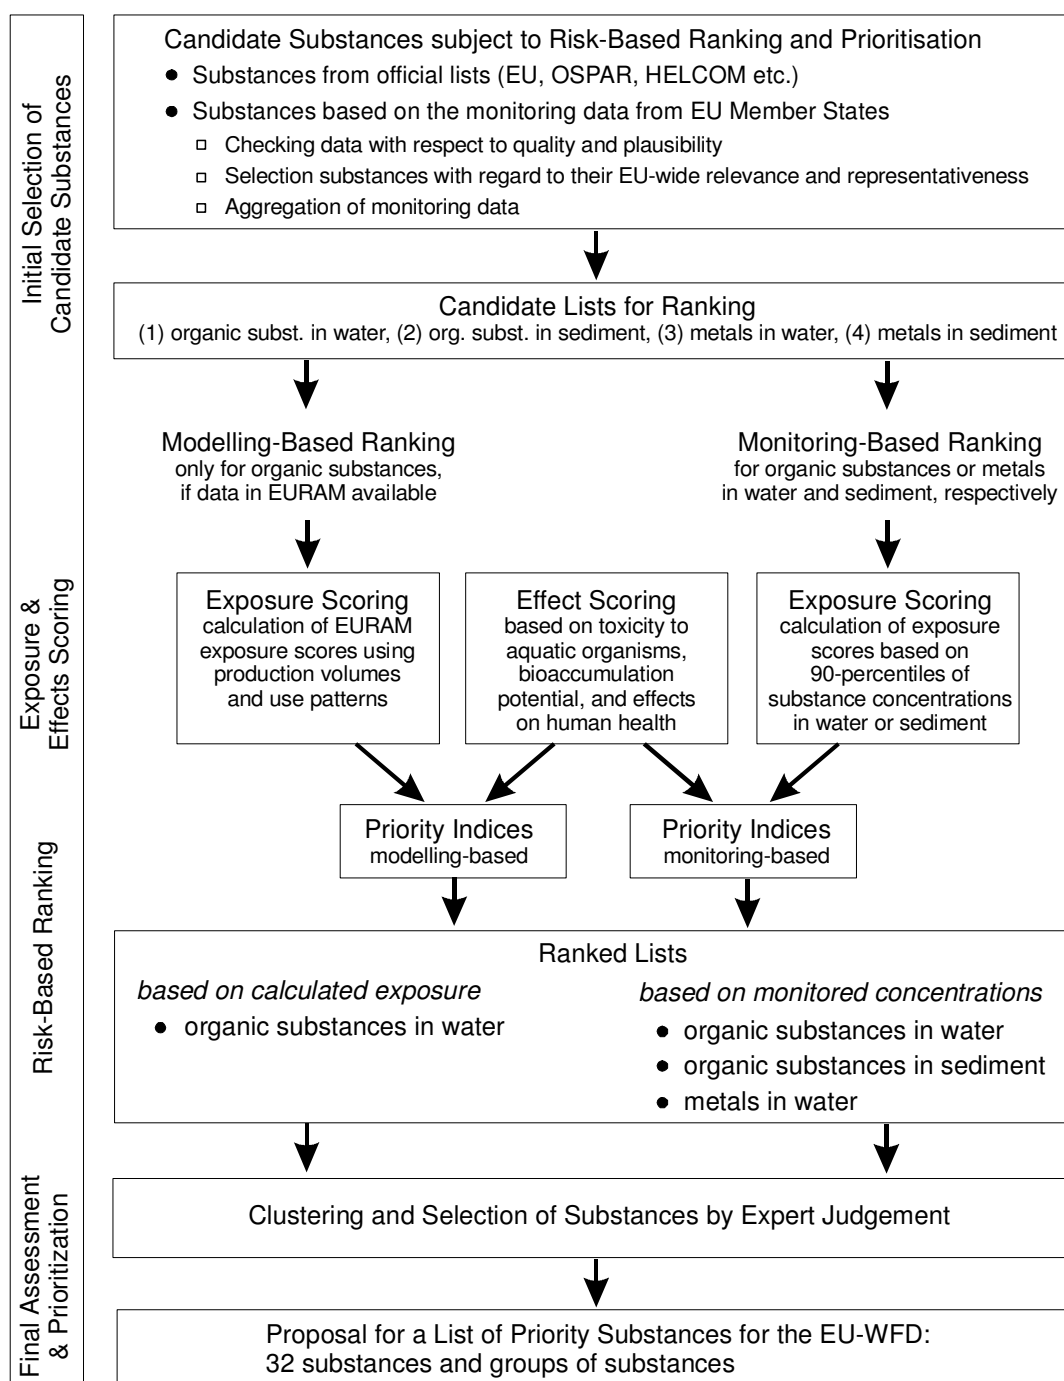 Initial Selection of
Candidate Substances
Candidate Substances subject to Risk-Based Ranking and Prioritisation
● Substances from official lists (EU, OSPAR, HELCOM etc.)
● Substances based on the monitoring data from EU Member States
□ Checking data with respect to quality and plausibility
□ Selection substances with regard to their EU-wide relevance and representativeness
□ Aggregation of monitoring data
Candidate Lists for Ranking
(1) organic subst. in water, (2) org. subst. in sediment, (3) metals in water, (4) metals in sediment
Exposure &
Effects Scoring
Modelling-Based Ranking
only for organic substances,
if data in EURAM available
Monitoring-Based Ranking
for organic substances or metals
in water and sediment, respectively
Exposure Scoring
calculation of EURAM
exposure scores using
production volumes
and use patterns
Effect Scoring
based on toxicity to
aquatic organisms,
bioaccumulation
potential, and effects
on human health
Exposure Scoring
calculation of exposure
scores based on
90-percentiles of
substance concentrations
in water or sediment
Risk-Based Ranking
Priority Indices
modelling-based
Priority Indices
monitoring-based
Ranked Lists
based on calculated exposure
● organic substances in water
based on monitored concentrations
● organic substances in water
● organic substances in sediment
● metals in water
Final Assessment
& Prioritization
Clustering and Selection of Substances by Expert Judgement
Proposal for a List of Priority Substances for the EU-WFD:
32 substances and groups of substances